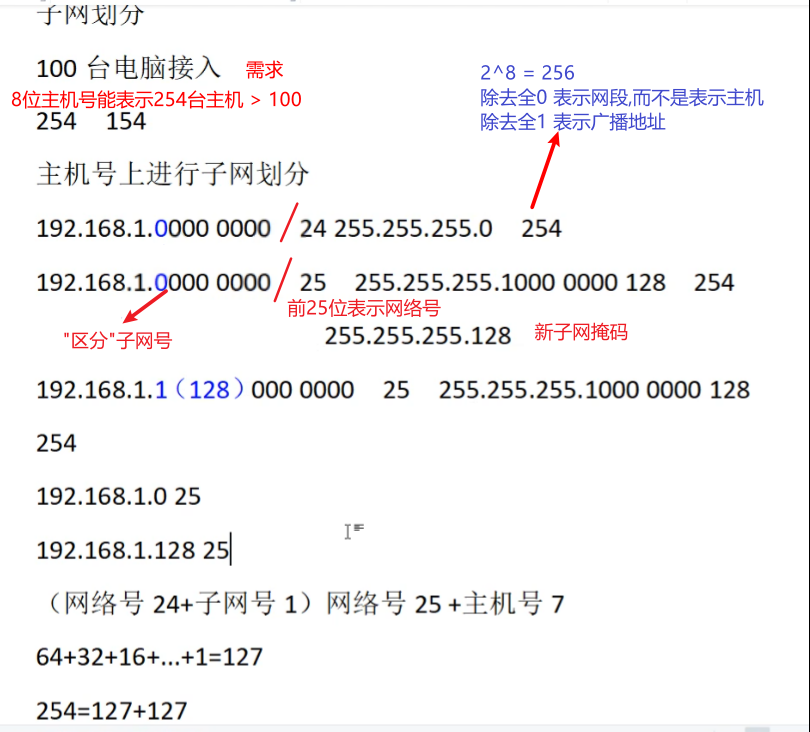 子网划分
100 台电脑接入 需求
2^8 = 256
8位主机号能表示254台主机 > 100
除去全0 表示网段,而不是表示主机
254 154
除去全1 表示广播地址
主机号上进行子网划分
192.168.1.0000 0000 / 24 255.255.255.0 254
192.168.1.0000 0000 / 25 255.255.255.1000 0000 128 254
前25位表示网络号
"区分"子网号
255.255.255.128 新子网掩码
192.168.1.1（128）000 0000 25 255.255.255.1000 0000 128
254
192.168.1.0 25
192.168.1.128 25
（网络号 24+子网号 1）网络号 25 +主机号 7
64+32+16+...+1=127
254=127+127